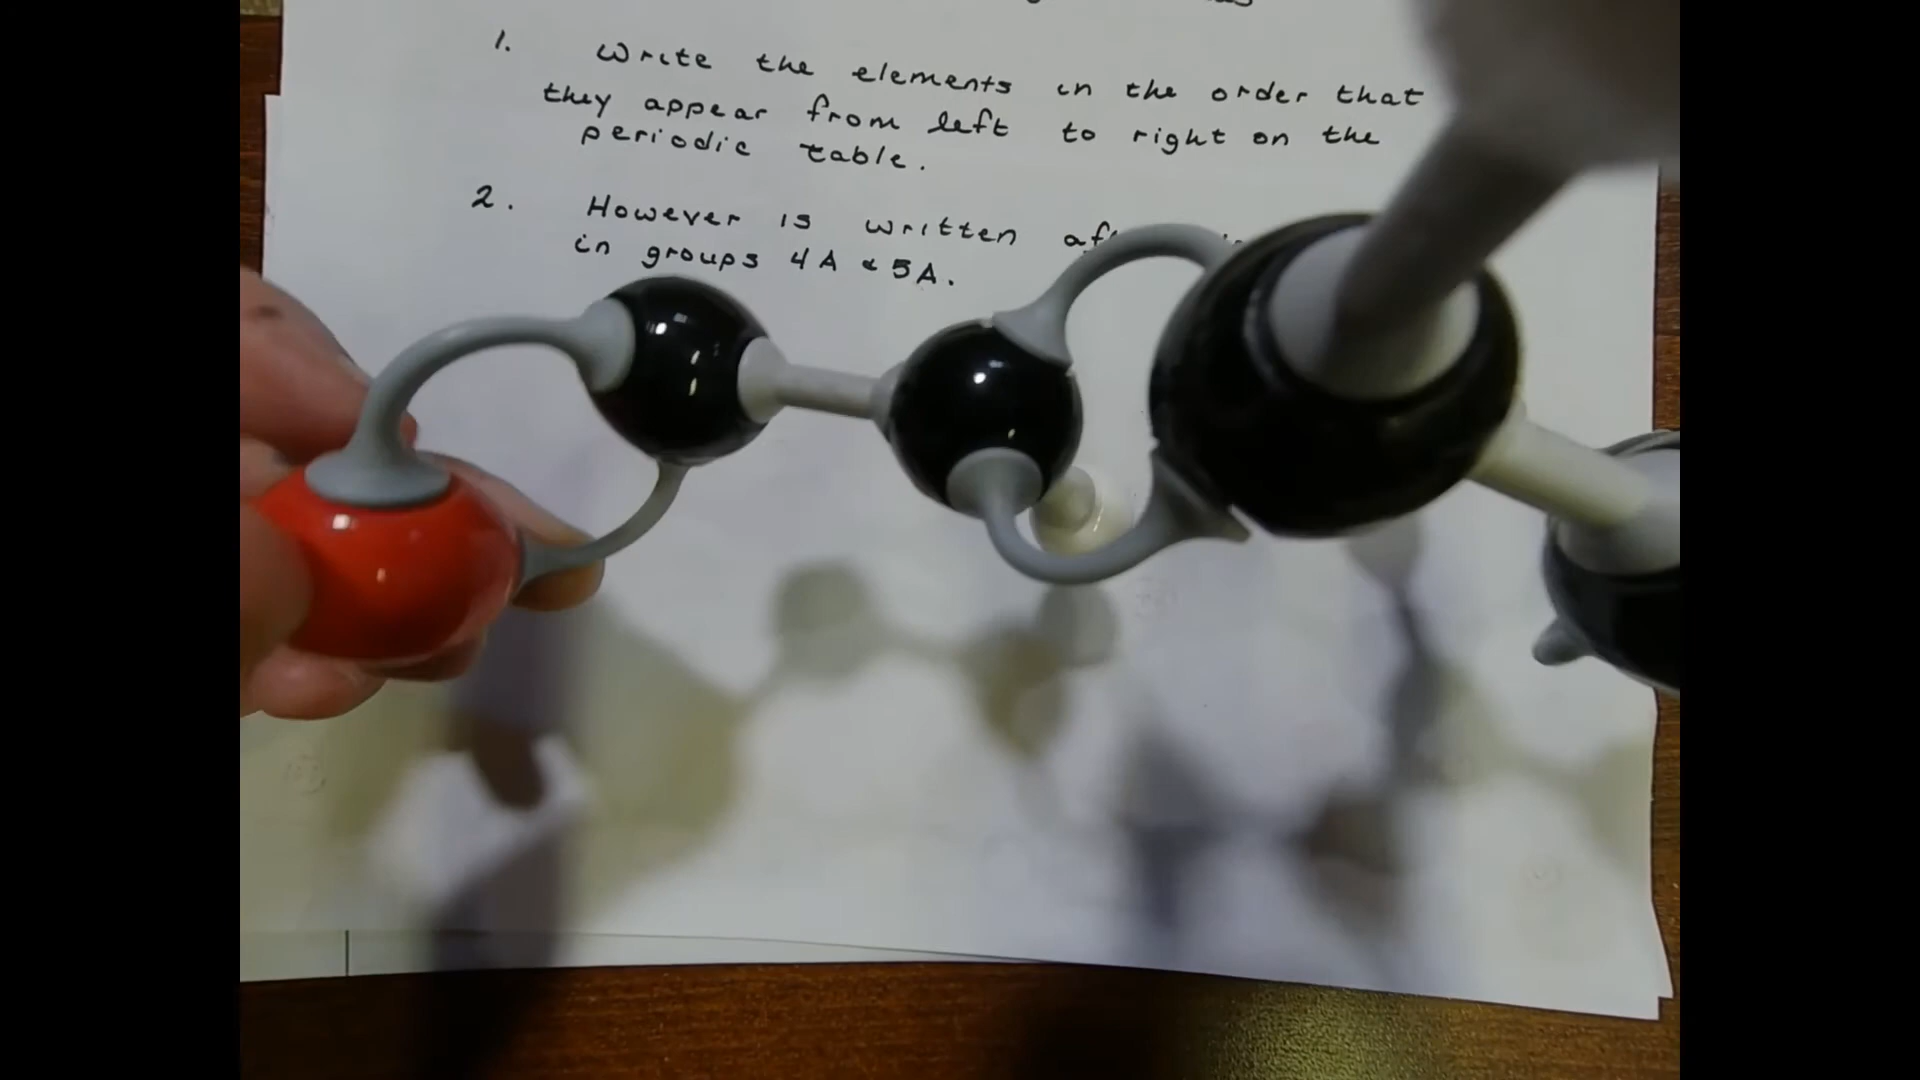 1. Write the elements in the order that
they appear from left to right on the
periodic table.
2. However is written
in groups 4A & 5A.